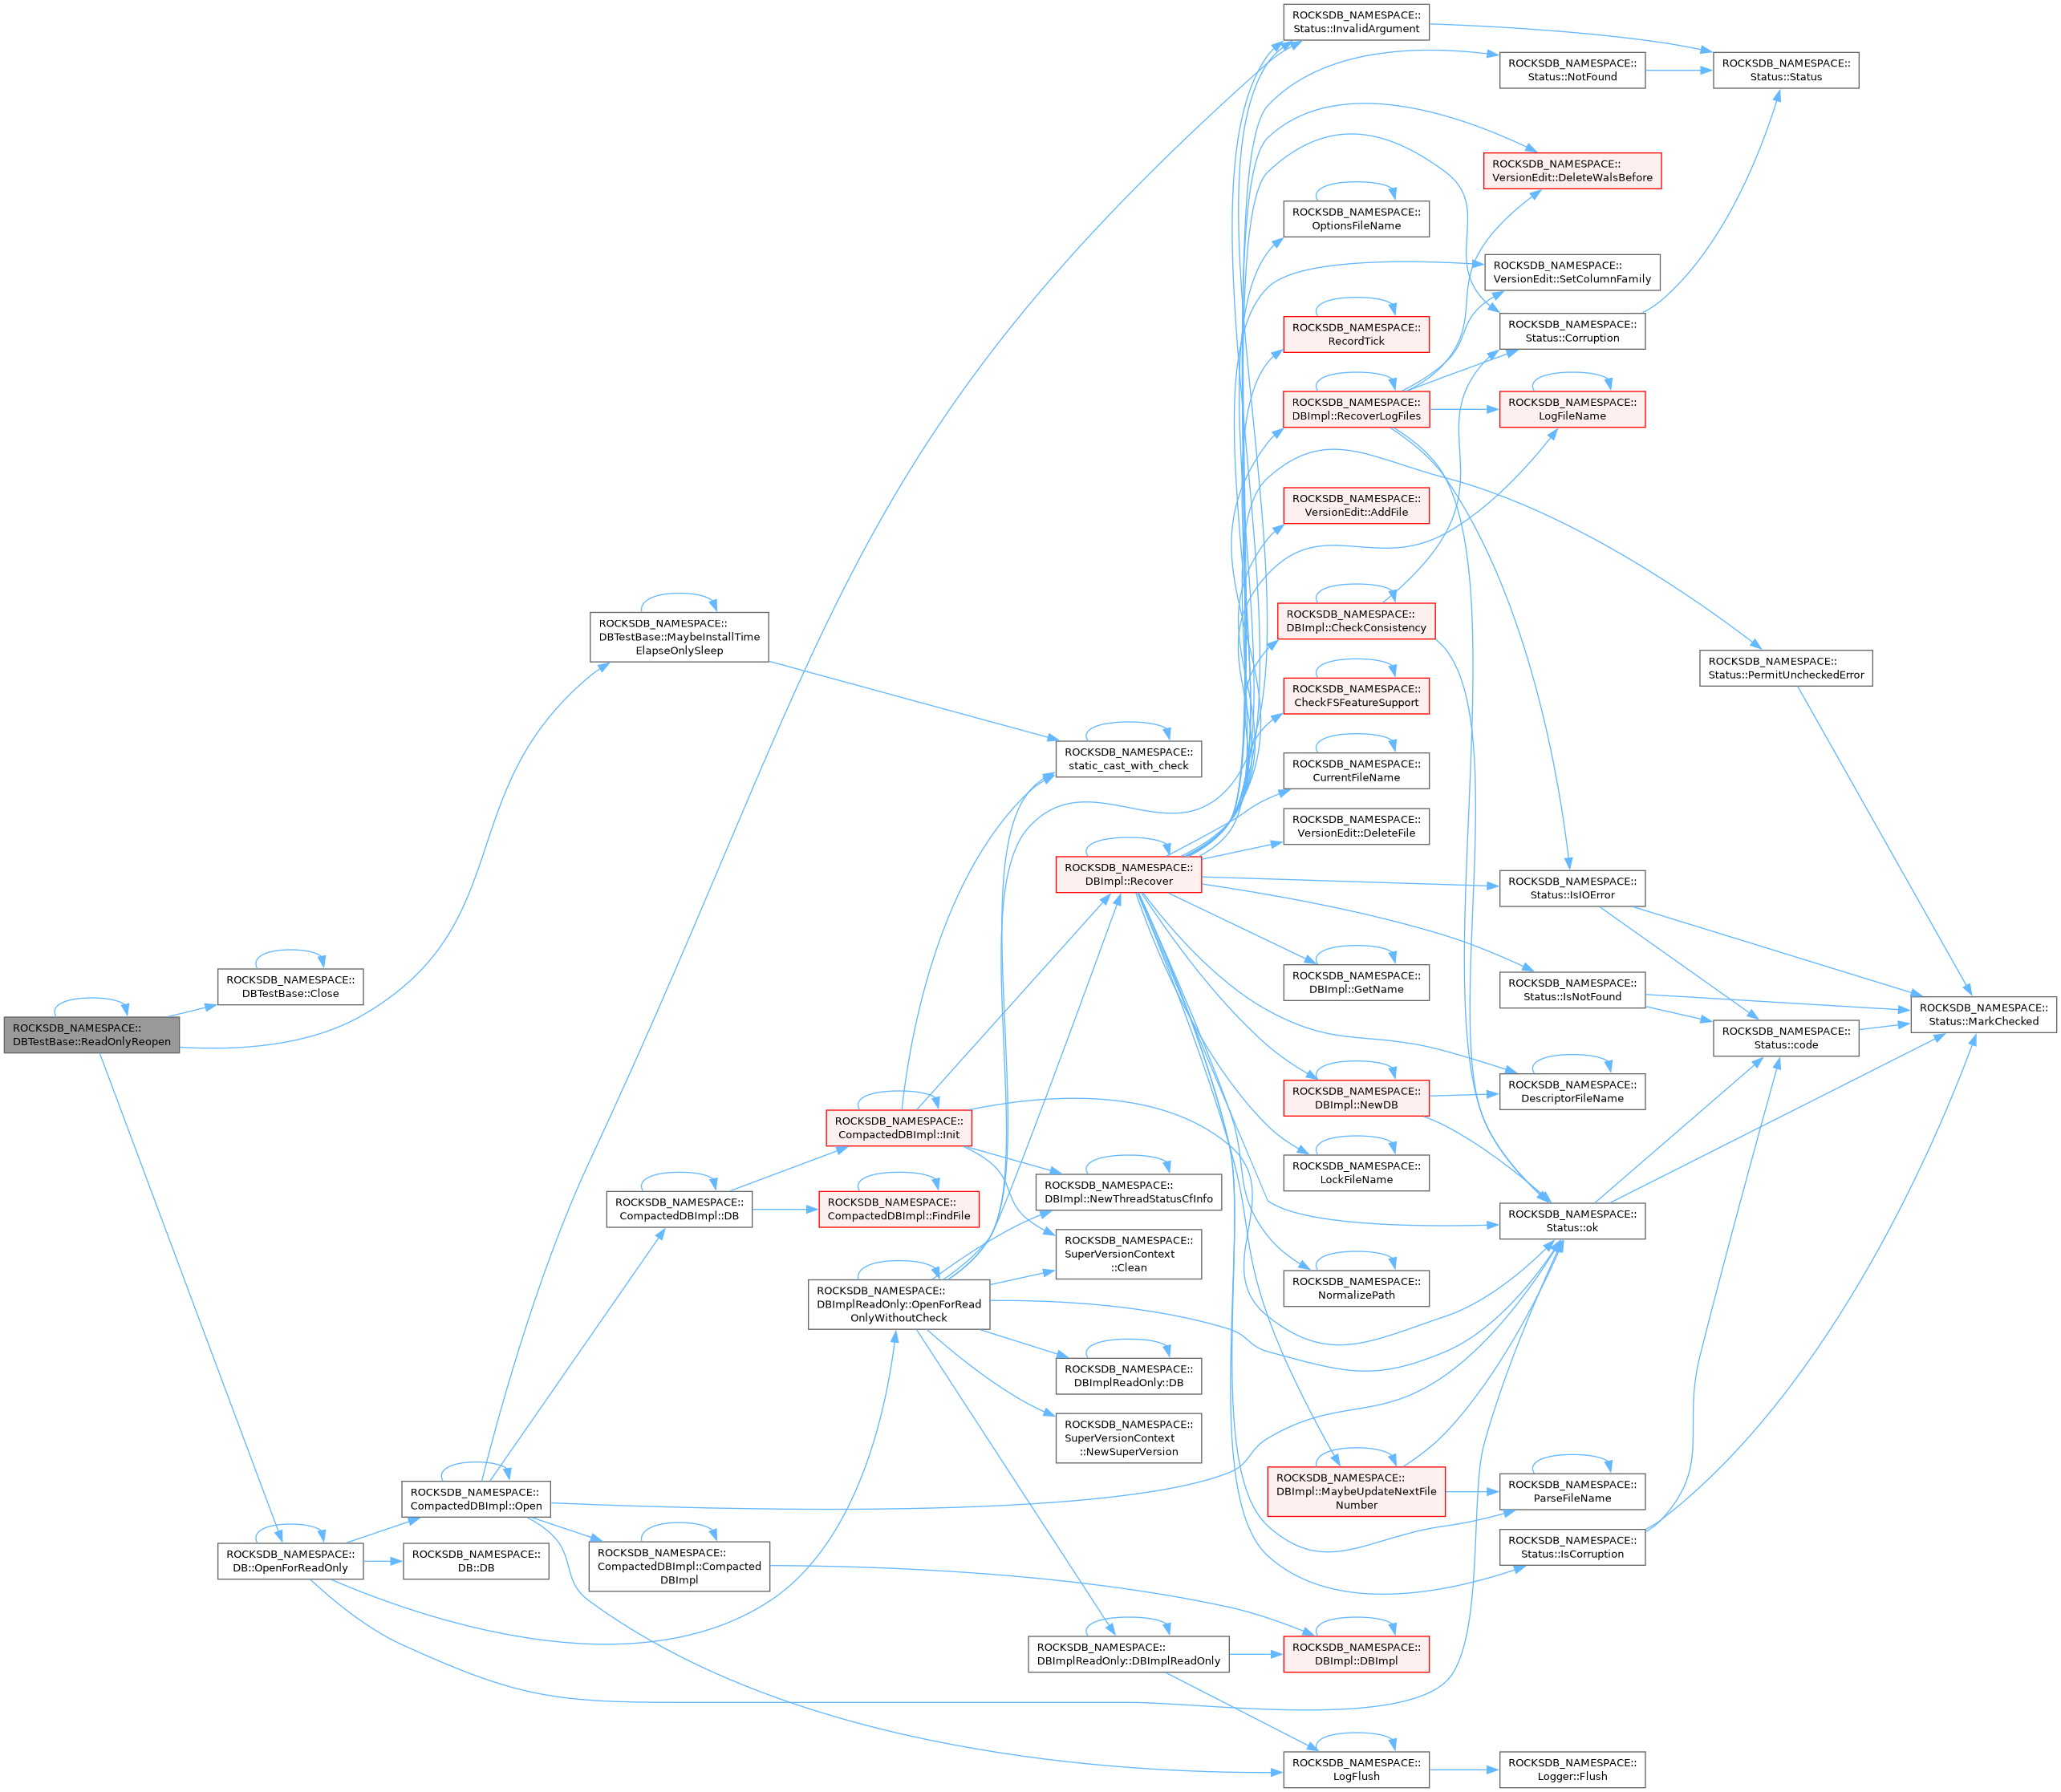 ROCKSDB_NAMESPACE::
DBTestBase::ReadOnlyReopen
ROCKSDB_NAMESPACE::
DBTestBase::Close
ROCKSDB_NAMESPACE::
DB::OpenForReadOnly
ROCKSDB_NAMESPACE::
CompactedDBImpl::Open
ROCKSDB_NAMESPACE::
DB::DB
ROCKSDB_NAMESPACE::
DBTestBase::MaybeInstallTime
ElapseOnlySleep
ROCKSDB_NAMESPACE::
CompactedDBImpl::DB
ROCKSDB_NAMESPACE::
CompactedDBImpl::Compacted
DBImpl
ROCKSDB_NAMESPACE::
CompactedDBImpl::Init
ROCKSDB_NAMESPACE::
CompactedDBImpl::FindFile
ROCKSDB_NAMESPACE::
DBImplReadOnly::OpenForRead
OnlyWithoutCheck
ROCKSDB_NAMESPACE::
static_cast_with_check
ROCKSDB_NAMESPACE::
DBImpl::Recover
ROCKSDB_NAMESPACE::
DBImpl::NewThreadStatusCfInfo
ROCKSDB_NAMESPACE::
SuperVersionContext
::Clean
ROCKSDB_NAMESPACE::
DBImplReadOnly::DB
ROCKSDB_NAMESPACE::
SuperVersionContext
::NewSuperVersion
ROCKSDB_NAMESPACE::
DBImplReadOnly::DBImplReadOnly
ROCKSDB_NAMESPACE::
Status::InvalidArgument
ROCKSDB_NAMESPACE::
OptionsFileName
ROCKSDB_NAMESPACE::
RecordTick
ROCKSDB_NAMESPACE::
DBImpl::RecoverLogFiles
ROCKSDB_NAMESPACE::
VersionEdit::AddFile
ROCKSDB_NAMESPACE::
DBImpl::CheckConsistency
ROCKSDB_NAMESPACE::
CheckFSFeatureSupport
ROCKSDB_NAMESPACE::
CurrentFileName
ROCKSDB_NAMESPACE::
VersionEdit::DeleteFile
ROCKSDB_NAMESPACE::
DBImpl::GetName
ROCKSDB_NAMESPACE::
DBImpl::NewDB
ROCKSDB_NAMESPACE::
LockFileName
ROCKSDB_NAMESPACE::
NormalizePath
ROCKSDB_NAMESPACE::
DBImpl::MaybeUpdateNextFile
Number
ROCKSDB_NAMESPACE::
DBImpl::DBImpl
ROCKSDB_NAMESPACE::
LogFlush
ROCKSDB_NAMESPACE::
Status::NotFound
ROCKSDB_NAMESPACE::
VersionEdit::DeleteWalsBefore
ROCKSDB_NAMESPACE::
VersionEdit::SetColumnFamily
ROCKSDB_NAMESPACE::
Status::Corruption
ROCKSDB_NAMESPACE::
LogFileName
ROCKSDB_NAMESPACE::
Status::IsIOError
ROCKSDB_NAMESPACE::
Status::IsNotFound
ROCKSDB_NAMESPACE::
DescriptorFileName
ROCKSDB_NAMESPACE::
Status::ok
ROCKSDB_NAMESPACE::
ParseFileName
ROCKSDB_NAMESPACE::
Status::IsCorruption
ROCKSDB_NAMESPACE::
Logger::Flush
ROCKSDB_NAMESPACE::
Status::Status
ROCKSDB_NAMESPACE::
Status::PermitUncheckedError
ROCKSDB_NAMESPACE::
Status::code
ROCKSDB_NAMESPACE::
Status::MarkChecked